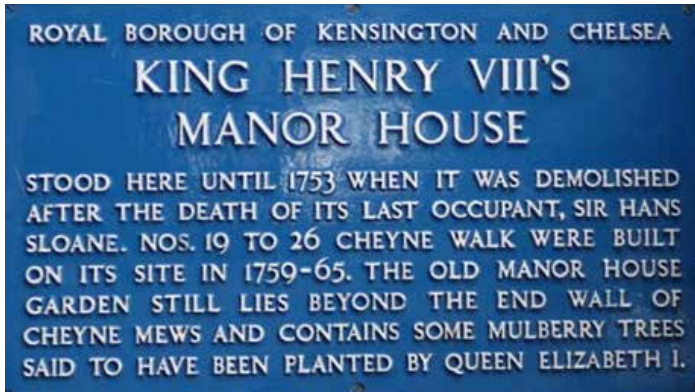 ROYAL BOROUGH OF KENSINGTON AND CHELSEA
KING HENRY VIII'S
MANOR HOUSE
STOOD HERE UNTIL 1753 WHEN IT WAS DEMOLISHED
AFTER THE DEATH OF ITS LAST OCCUPANT, SIR HANS
SLOANE. NOS. 19 TO 26 CHEYNE WALK WERE BUILT
ON ITS SITE IN 1759-65. THE OLD MANOR HOUSE
GARDEN STILL LIES BEYOND THE END WALL OF
CHEYNE MEWS AND CONTAINS SOME MULBERRY TREES
SAID TO HAVE BEEN PLANTED BY QUEEN ELIZABETH I.